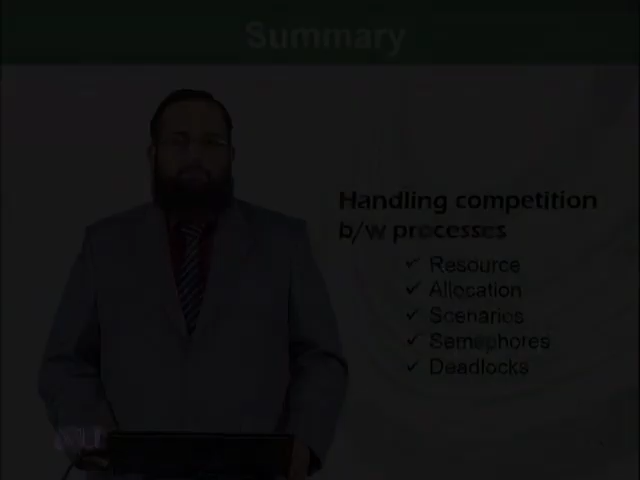 Summary
Handling competition
b/w processes
✓ Resource
✓ Allocation
✓ Scenarios
✓ Semaphores
✓ Deadlocks